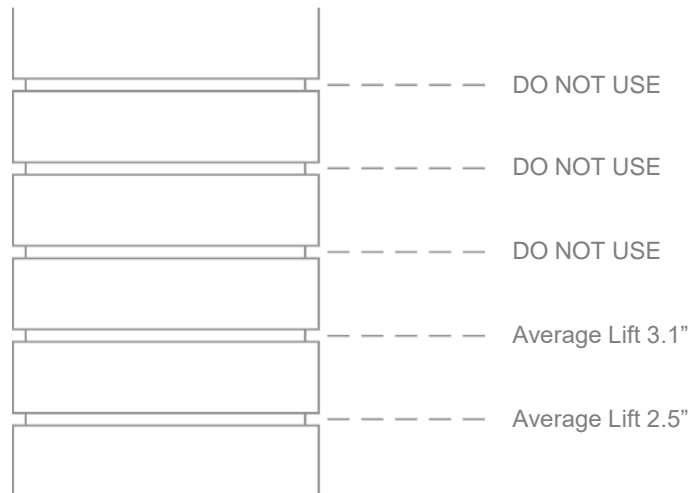 DO NOT USE
DO NOT USE
DO NOT USE
Average Lift 3.1”
Average Lift 2.5”